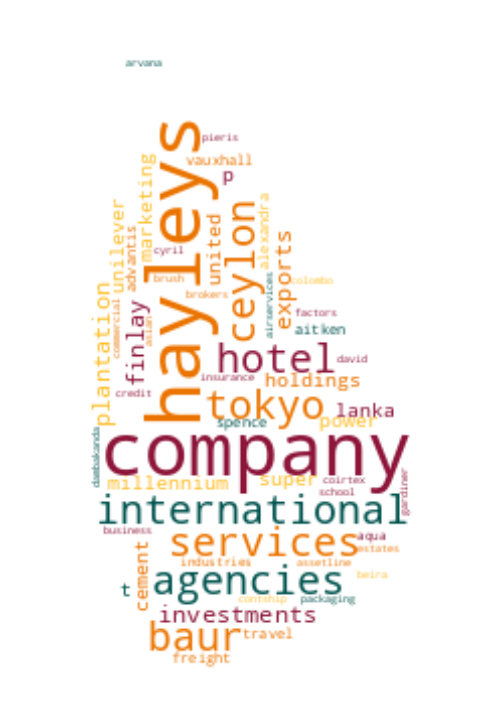 arvana
hayleys
pieris
vauxhall
p
marketing
cyril
united
ceylon
alexandra
unilever
advantis
brush
colombo
exports
brokers
airservices
plantation
commercial
asian
finlay
factors
aitken
hotel
david
insurance
holdings
credit
tokyo
lanka
spence
power
company
dambakanda
millennium
super
coirtex
school
gardiner
international
business
services
aqua
estates
cement
industries
assetline
agencies
beira
t
contship
packaging
investments
baur
travel
freight